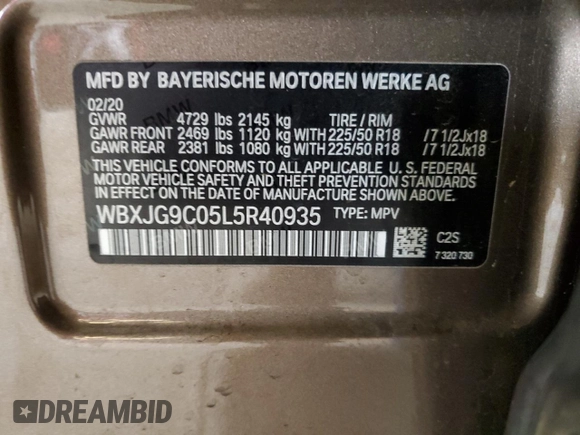 MFD BY BAYERISCHE MOTOREN WERKE AG
02/20
GVWR 4729 lbs 2145 kg TIRE / RIM
GAWR FRONT 2469 lbs 1120 kg WITH 225/50 R18 /7 1/2Jx18
GAWR REAR 2381 lbs 1080 kg WITH 225/50 R18 /7 1/2Jx18
THIS VEHICLE CONFORMS TO ALL APPLICABLE U. S. FEDERAL
MOTOR VEHICLE SAFETY AND THEFT PREVENTION STANDARDS
IN EFFECT ON THE DATE OF MANUFACTURE SHOWN ABOVE.
WBXJG9C05L5R40935 TYPE: MPV
C2S
7 320 730
DREAMBID